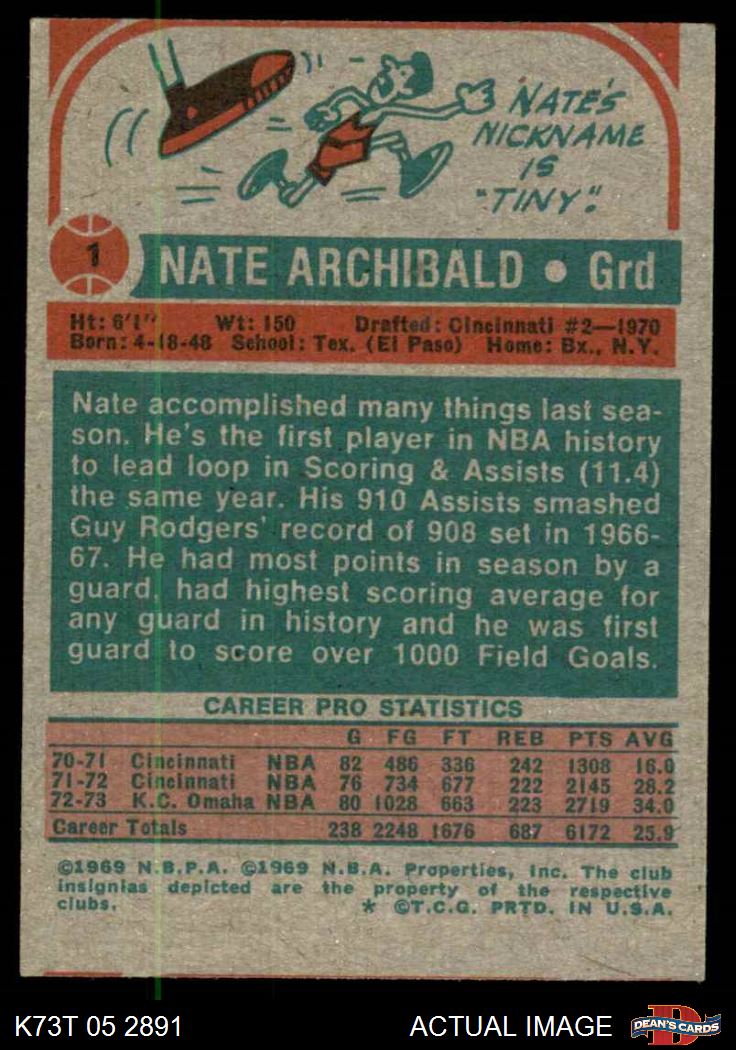 NATE'S
NICKNAME
IS
"TINY."
1
NATE ARCHIBALD • Grd
Ht: 6'1" Wt: 150 Drafted: Cincinnati #2—1970
Born: 4-18-48 School: Tex. (El Paso) Home: Bx., N.Y.
Nate accomplished many things last sea-
son. He's the first player in NBA history
to lead loop in Scoring & Assists (11.4)
the same year. His 910 Assists smashed
Guy Rodgers' record of 908 set in 1966-
67. He had most points in season by a
guard, had highest scoring average for
any guard in history and he was first
guard to score over 1000 Field Goals.
CAREER PRO STATISTICS
G FG FT REB PTS AVG
70-71 Cincinnati NBA 82 486 336 242 1308 16.0
71-72 Cincinnati NBA 76 734 677 222 2145 28.2
72-73 K.C. Omaha NBA 80 1028 663 223 2719 34.0
Career Totals 238 2248 1676 687 6172 25.9
©1969 N.B.P.A. ©1969 N.B.A. Properties, Inc. The club
insignias depicted are the property of the respective
clubs. * ©T.C.G. PRTD. IN U.S.A.
K73T 05 2891 ACTUAL IMAGE DEAN'S CARDS